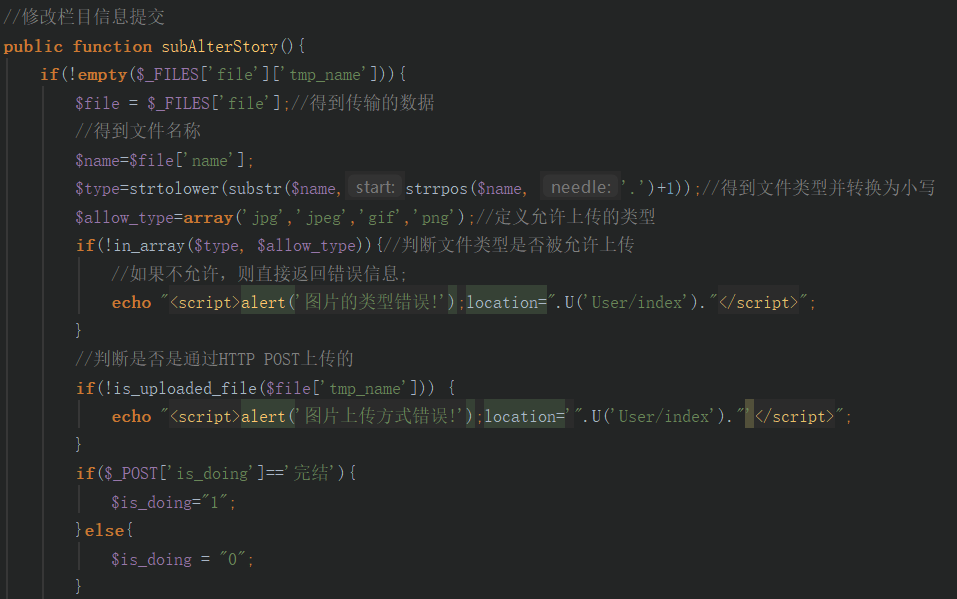 //修改栏目信息提交
public function subAlterStory(){
if(!empty($_FILES['file']['tmp_name'])){
$file = $_FILES['file'];//得到传输的数据
//得到文件名称
$name=$file['name'];
$type=strtolower(substr($name, start: strrpos($name, needle: '.')+1));//得到文件类型并转换为小写
$allow_type=array('jpg','jpeg','gif','png');//定义允许上传的类型
if(!in_array($type, $allow_type)){//判断文件类型是否被允许上传
//如果不允许，则直接返回错误信息;
echo "<script>alert('图片的类型错误!');location=".U('User/index')."</script>";
}
//判断是否是通过HTTP POST上传的
if(!is_uploaded_file($file['tmp_name'])) {
echo "<script>alert('图片上传方式错误!');location='".U('User/index')."'</script>";
}
if($_POST['is_doing']=='完结'){
$is_doing="1";
}else{
$is_doing = "0";
}